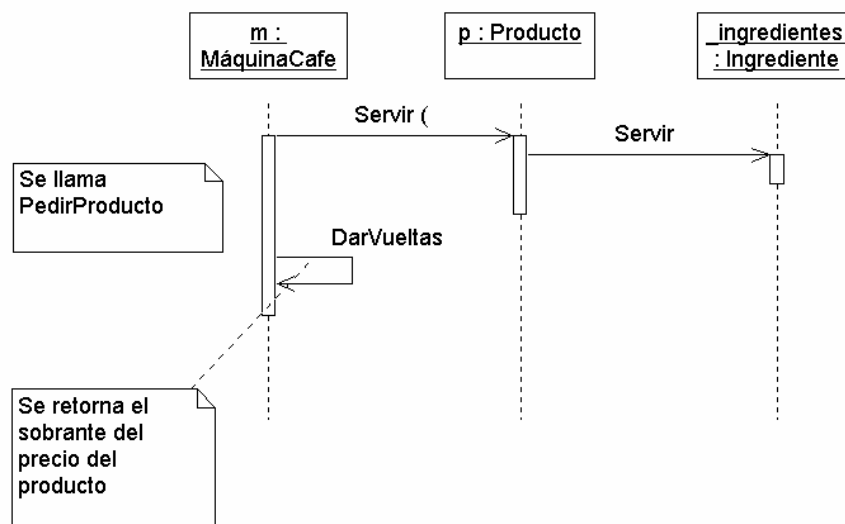 m :
MáquinaCafe
p : Producto
_ingredientes
: Ingrediente
Servir (
Servir
Se llama
PedirProducto
DarVueltas
Se retorna el
sobrante del
precio del
producto